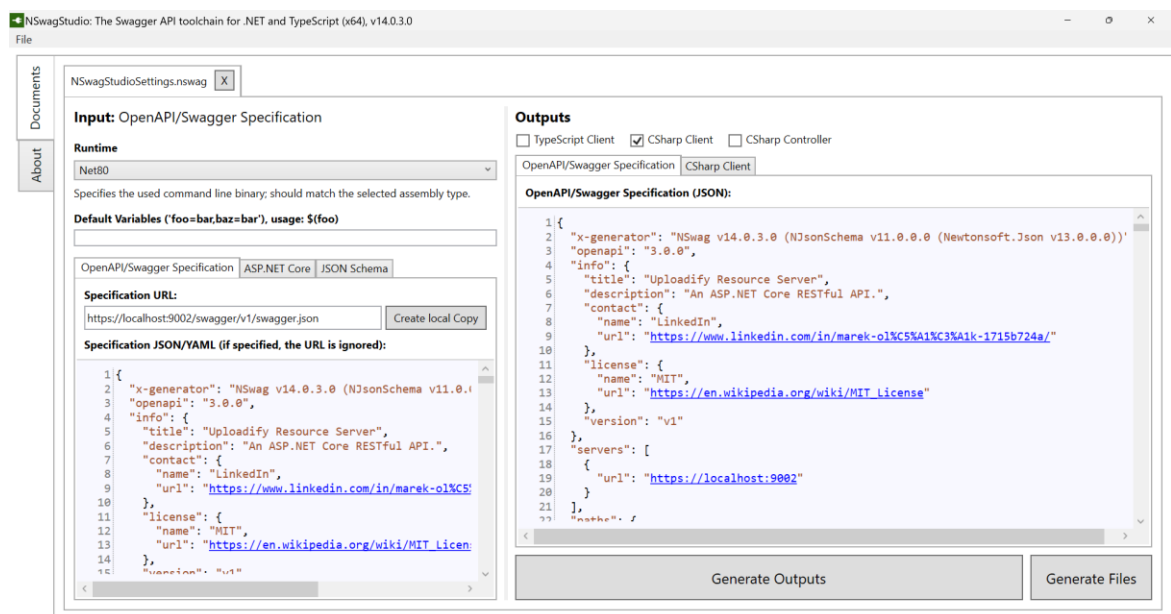 NSwagStudio: The Swagger API toolchain for .NET and TypeScript (x64), v14.0.3.0
File
Documents
About
NSwagStudioSettings.nswag X
Input: OpenAPI/Swagger Specification
Runtime
Net80
Specifies the used command line binary; should match the selected assembly type.
Default Variables ('foo=bar,baz=bar'), usage: $(foo)
OpenAPI/Swagger Specification ASP.NET Core JSON Schema
Specification URL:
https://localhost:9002/swagger/v1/swagger.json Create local Copy
Specification JSON/YAML (if specified, the URL is ignored):
1 {
2 "x-generator": "NSwag v14.0.3.0 (NJsonSchema v11.0.(
3 "openapi": "3.0.0",
4 "info": {
5 "title": "Uploadify Resource Server",
6 "description": "An ASP.NET Core RESTful API.",
7 "contact": {
8 "name": "LinkedIn",
9 "url": "https://www.linkedin.com/in/marek-ol%C5%
10 },
11 "license": {
12 "name": "MIT",
13 "url": "https://en.wikipedia.org/wiki/MIT_Licen
14 },
15 "version": "v1"
Outputs
TypeScript Client CSharp Client CSharp Controller
OpenAPI/Swagger Specification CSharp Client
OpenAPI/Swagger Specification (JSON):
1 {
2 "x-generator": "NSwag v14.0.3.0 (NJsonSchema v11.0.0.0 (Newtonsoft.Json v13.0.0.0))"
3 "openapi": "3.0.0",
4 "info": {
5 "title": "Uploadify Resource Server",
6 "description": "An ASP.NET Core RESTful API.",
7 "contact": {
8 "name": "LinkedIn",
9 "url": "https://www.linkedin.com/in/marek-ol%C5%A1%C3%A1k-1715b724a/"
10 },
11 "license": {
12 "name": "MIT",
13 "url": "https://en.wikipedia.org/wiki/MIT_License"
14 },
15 "version": "v1"
16 },
17 "servers": [
18 {
19 "url": "https://localhost:9002"
20 }
21 ],
22 "paths": {
Generate Outputs Generate Files